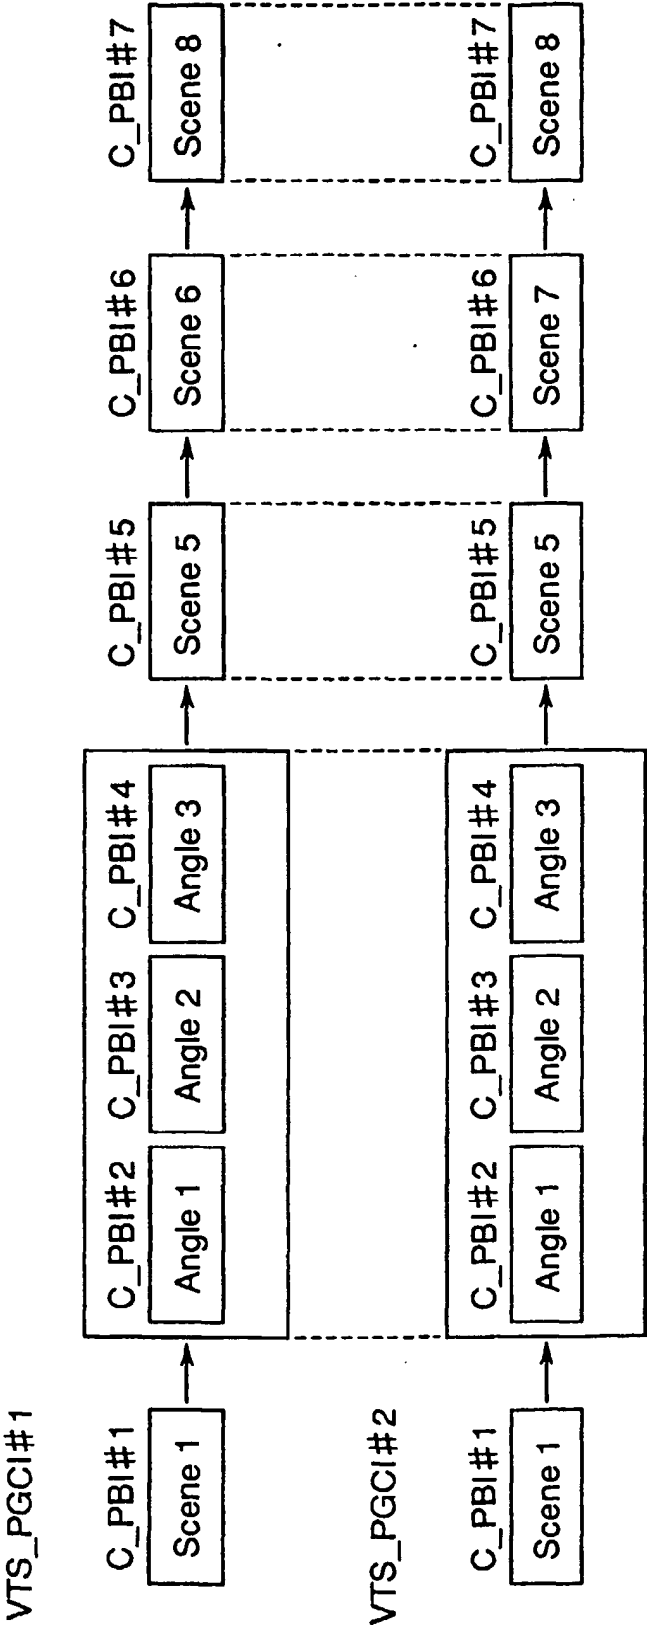 VTS_PGCI#1
C_PBI#1
Scene 1
C_PBI#2
Angle 1
C_PBI#3
Angle 2
C_PBI#4
Angle 3
C_PBI#5
Scene 5
C_PBI#6
Scene 6
C_PBI#7
Scene 8
VTS_PGCI#2
C_PBI#1
Scene 1
C_PBI#2
Angle 1
C_PBI#3
Angle 2
C_PBI#4
Angle 3
C_PBI#5
Scene 5
C_PBI#6
Scene 7
C_PBI#7
Scene 8